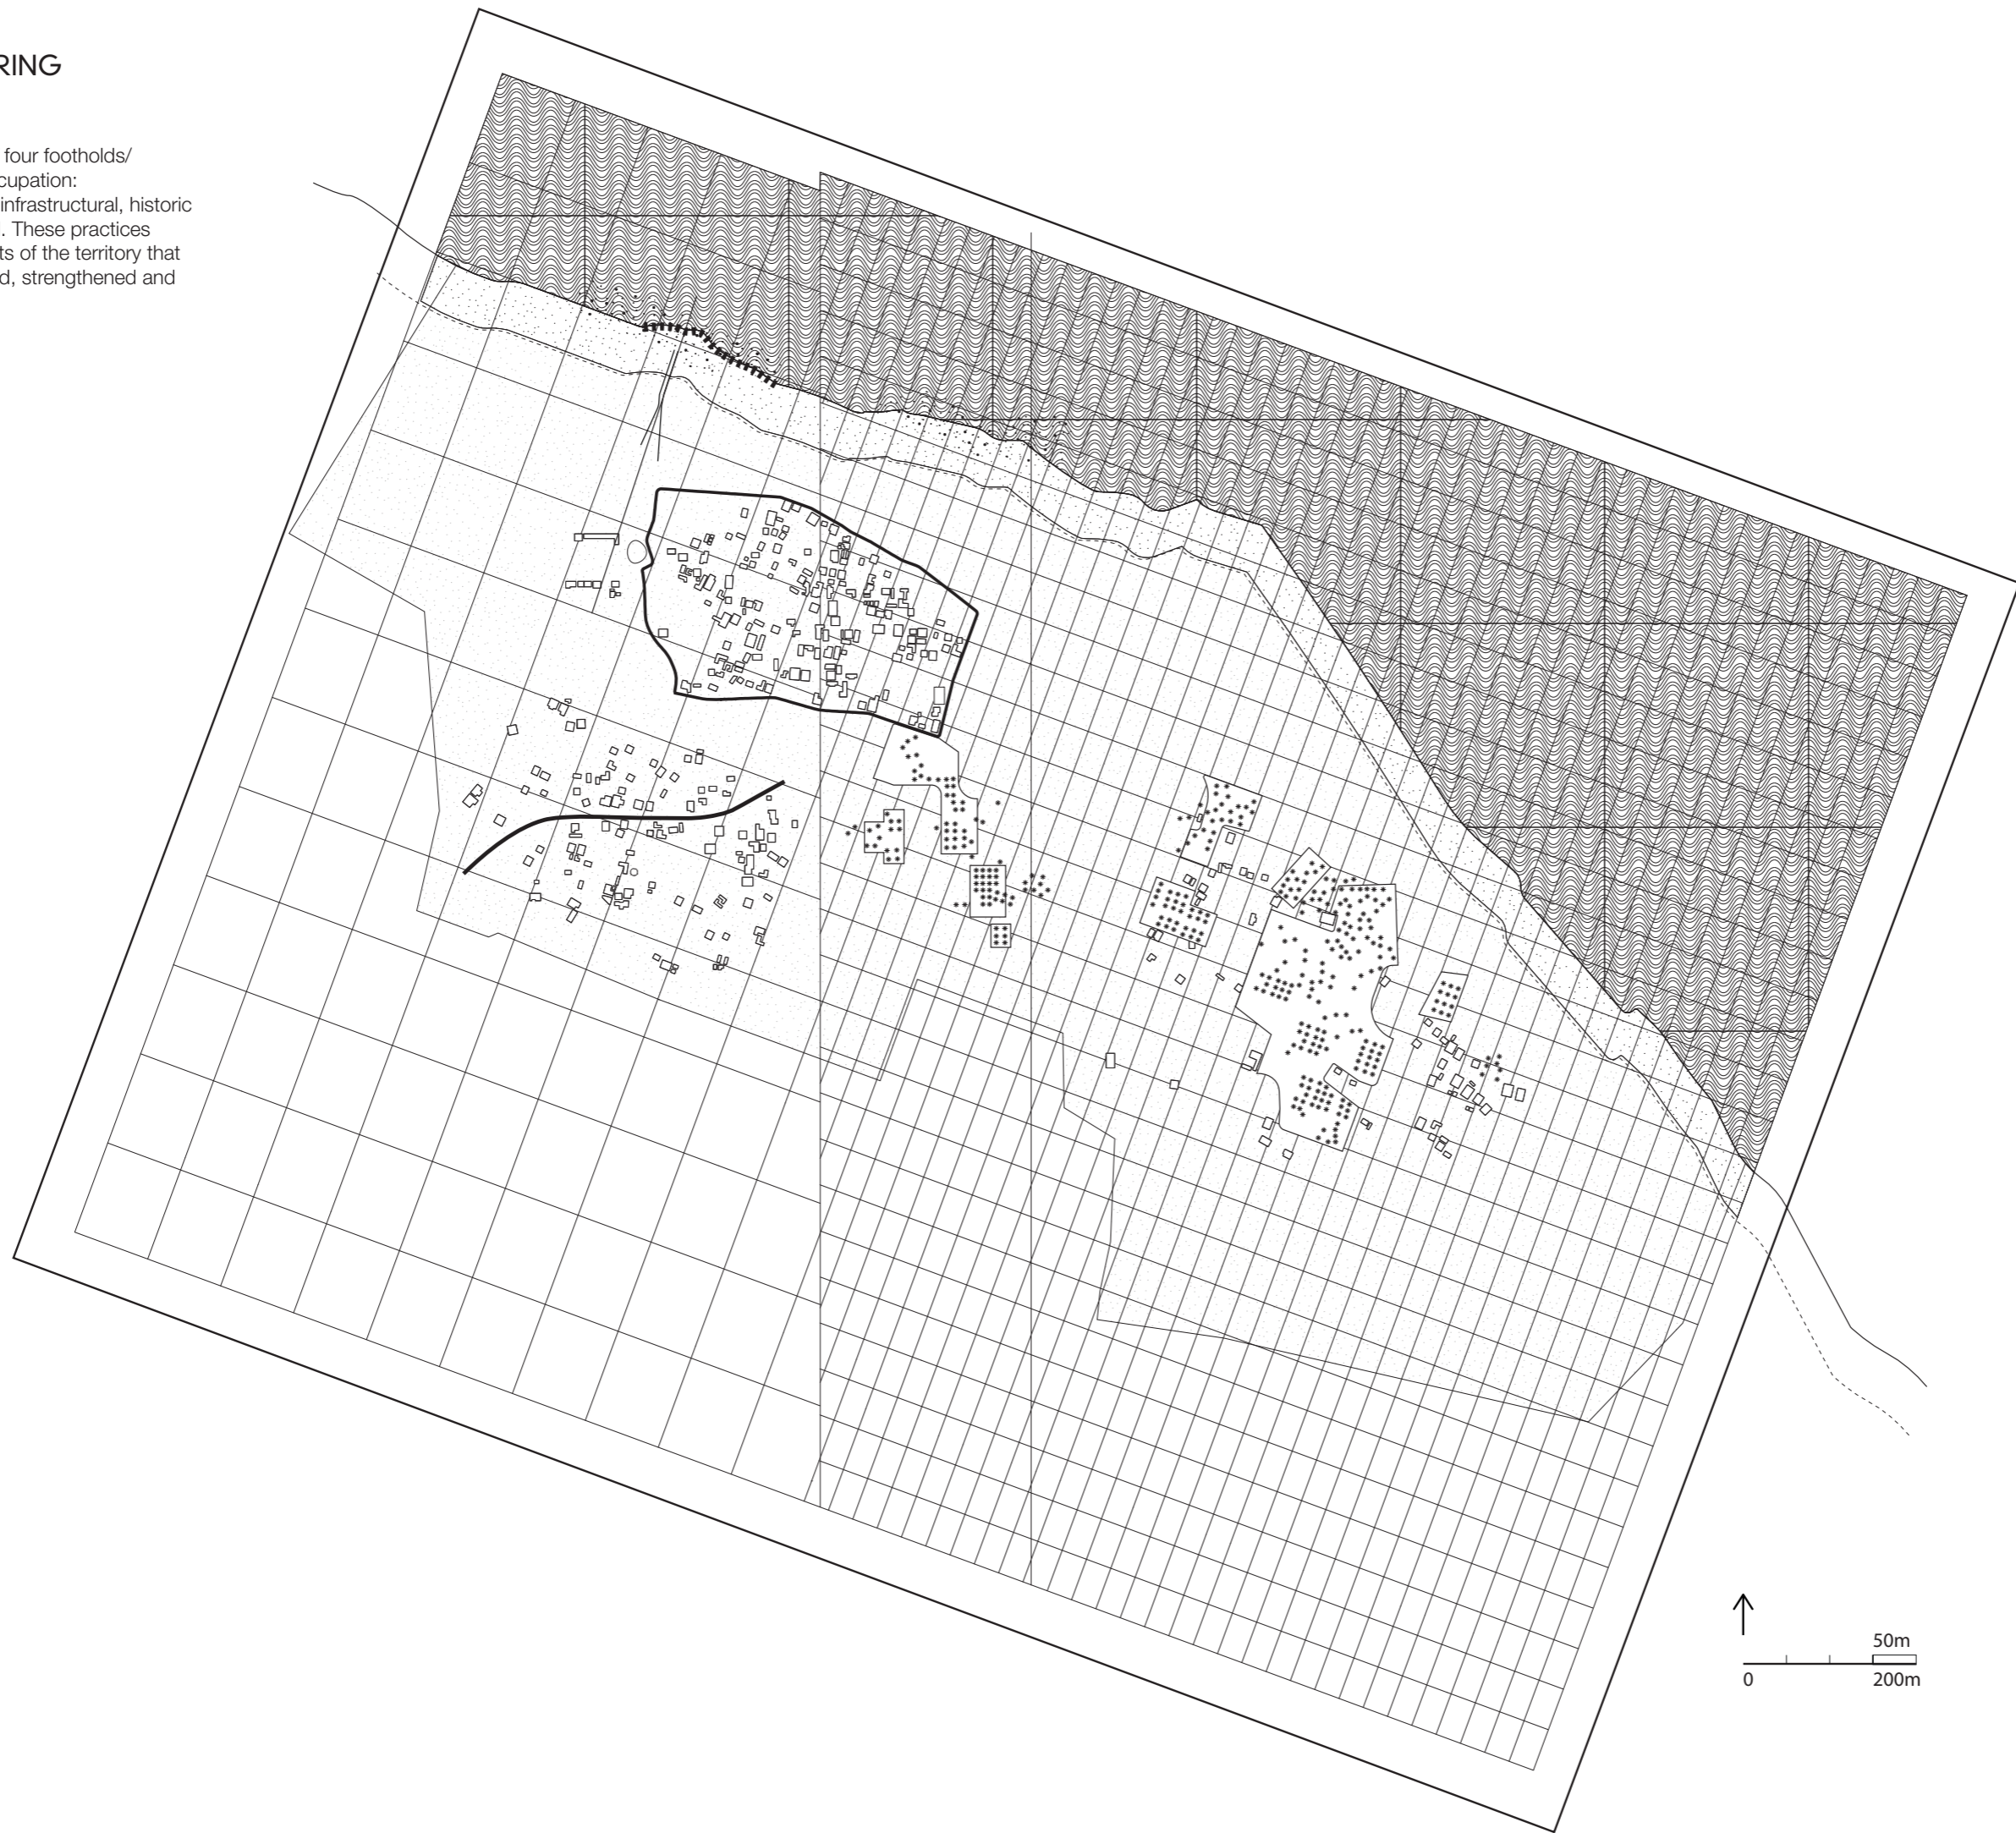 RING
four footholds/
cupation:
infrastructural, historic
. These practices
ts of the territory that
d, strengthened and
50m
0 200m